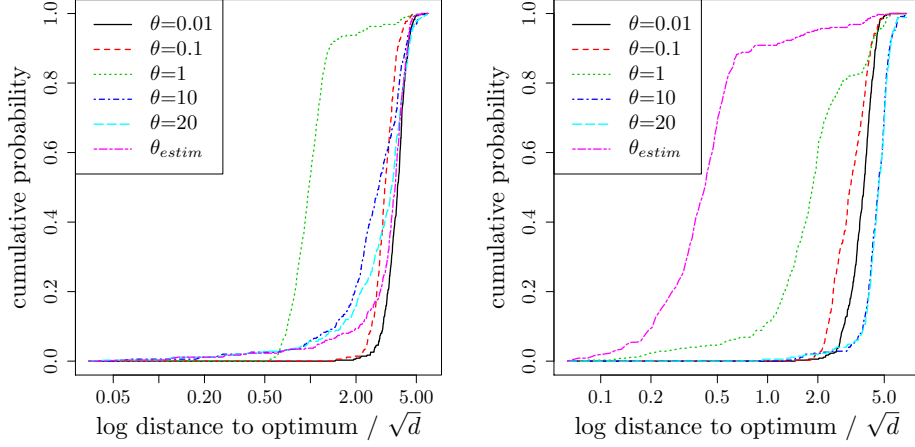 cumulative probability
0.0 0.2 0.4 0.6 0.8 1.0
θ=0.01
θ=0.1
θ=1
θ=10
θ=20
θ_estim
0.05 0.20 0.50 2.00 5.00
log distance to optimum / √d
cumulative probability
0.0 0.2 0.4 0.6 0.8 1.0
θ=0.01
θ=0.1
θ=1
θ=10
θ=20
θ_estim
0.1 0.2 0.5 1.0 2.0 5.0
log distance to optimum / √d